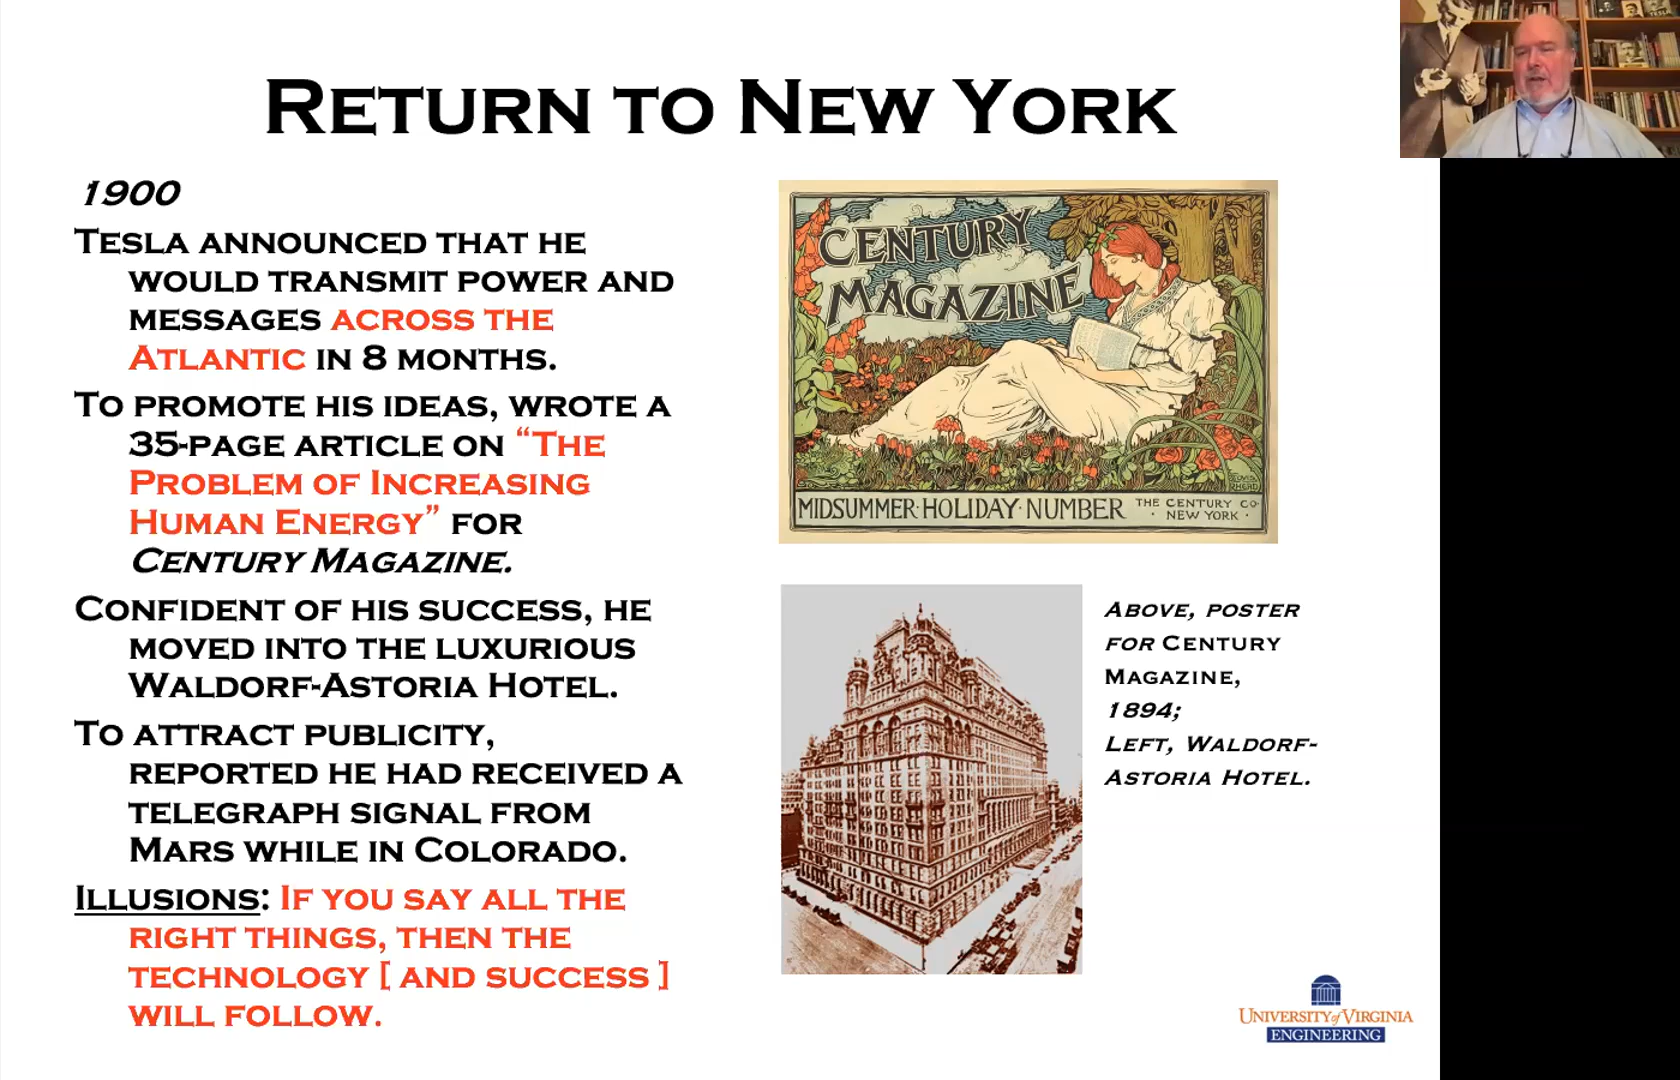 RETURN TO NEW YORK
1900
TESLA ANNOUNCED THAT HE
WOULD TRANSMIT POWER AND
MESSAGES ACROSS THE
ATLANTIC IN 8 MONTHS.
TO PROMOTE HIS IDEAS, WROTE A
35-PAGE ARTICLE ON “THE
PROBLEM OF INCREASING
HUMAN ENERGY” FOR
CENTURY MAGAZINE.
CONFIDENT OF HIS SUCCESS, HE
MOVED INTO THE LUXURIOUS
WALDORF-ASTORIA HOTEL.
TO ATTRACT PUBLICITY,
REPORTED HE HAD RECEIVED A
TELEGRAPH SIGNAL FROM
MARS WHILE IN COLORADO.
ILLUSIONS: IF YOU SAY ALL THE
RIGHT THINGS, THEN THE
TECHNOLOGY [ AND SUCCESS ]
WILL FOLLOW.
CENTURY
MAGAZINE
LOUIS
RHEAD
MIDSUMMER·HOLIDAY·NUMBER
THE CENTURY CO·
· NEW YORK ·
ABOVE, POSTER
FOR CENTURY
MAGAZINE,
1894;
LEFT, WALDORF-
ASTORIA HOTEL.
UNIVERSITY of VIRGINIA
ENGINEERING